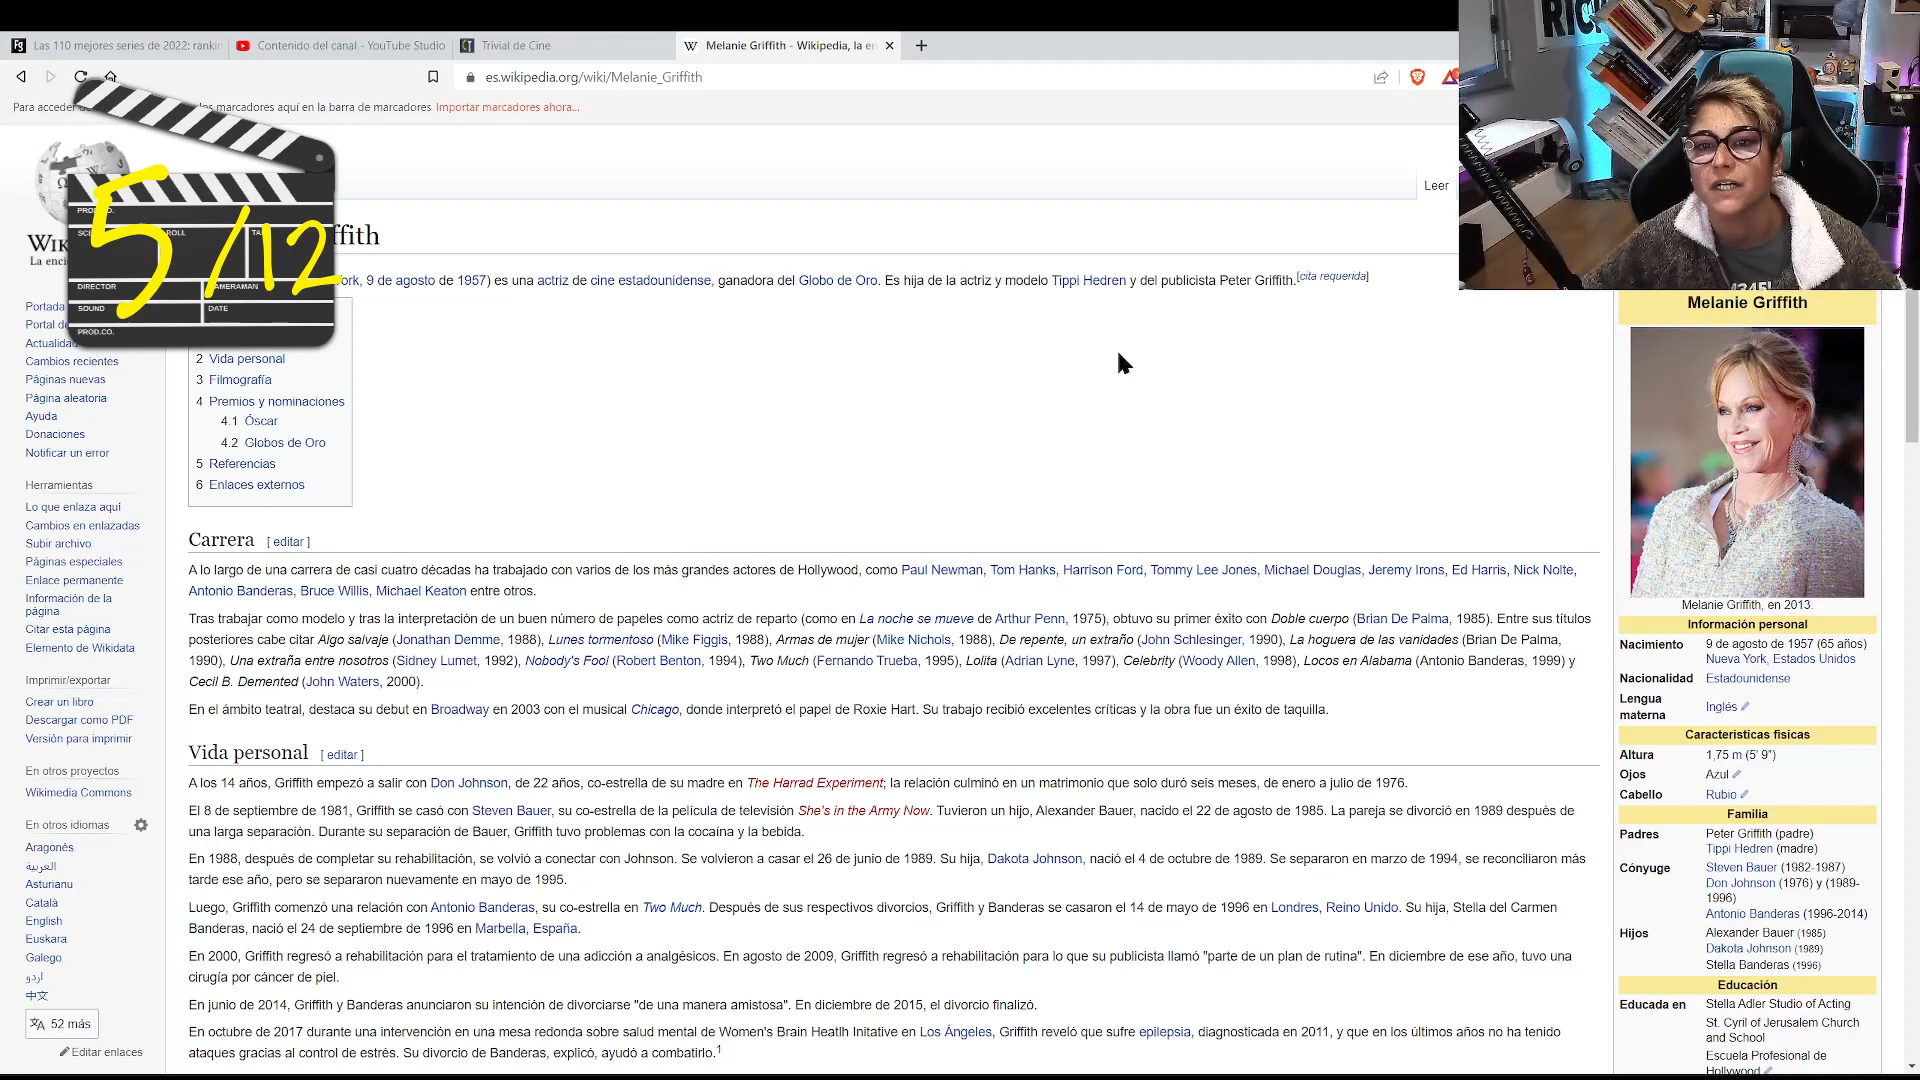 Las 110 mejores series de 2022: rankin
Contenido del canal - YouTube Studio
Trivial de Cine
Melanie Griffith - Wikipedia, la en
es.wikipedia.org/wiki/Melanie_Griffith
Para acceder
los marcadores aquí en la barra de marcadores
Importar marcadores ahora...
5/12
PROD.CO.
ROLL
DIRECTOR
CAMERAMAN
SOUND
DATE
PROD.CO.
Leer
ffith
York, 9 de agosto de 1957) es una actriz de cine estadounidense, ganadora del Globo de Oro. Es hija de la actriz y modelo Tippi Hedren y del publicista Peter Griffith.[cita requerida]
Portada
Portal de
Actualidad
Cambios recientes
Páginas nuevas
Página aleatoria
Ayuda
Donaciones
Notificar un error
Herramientas
Lo que enlaza aquí
Cambios en enlazadas
Subir archivo
Páginas especiales
Enlace permanente
Información de la
página
Citar esta página
Elemento de Wikidata
Imprimir/exportar
Crear un libro
Descargar como PDF
Versión para imprimir
En otros proyectos
Wikimedia Commons
En otros idiomas
Aragonés
العربية
Asturianu
Català
English
Euskara
Galego
اردو
中文
52 más
Editar enlaces
2 Vida personal
3 Filmografía
4 Premios y nominaciones
4.1 Óscar
4.2 Globos de Oro
5 Referencias
6 Enlaces externos
Carrera [ editar ]
A lo largo de una carrera de casi cuatro décadas ha trabajado con varios de los más grandes actores de Hollywood, como Paul Newman, Tom Hanks, Harrison Ford, Tommy Lee Jones, Michael Douglas, Jeremy Irons, Ed Harris, Nick Nolte,
Antonio Banderas, Bruce Willis, Michael Keaton entre otros.
Tras trabajar como modelo y tras la interpretación de un buen número de papeles como actriz de reparto (como en La noche se mueve de Arthur Penn, 1975), obtuvo su primer éxito con Doble cuerpo (Brian De Palma, 1985). Entre sus títulos
posteriores cabe citar Algo salvaje (Jonathan Demme, 1988), Lunes tormentoso (Mike Figgis, 1988), Armas de mujer (Mike Nichols, 1988), De repente, un extraño (John Schlesinger, 1990), La hoguera de las vanidades (Brian De Palma,
1990), Una extraña entre nosotros (Sidney Lumet, 1992), Nobody's Fool (Robert Benton, 1994), Two Much (Fernando Trueba, 1995), Lolita (Adrian Lyne, 1997), Celebrity (Woody Allen, 1998), Locos en Alabama (Antonio Banderas, 1999) y
Cecil B. Demented (John Waters, 2000).
En el ámbito teatral, destaca su debut en Broadway en 2003 con el musical Chicago, donde interpretó el papel de Roxie Hart. Su trabajo recibió excelentes críticas y la obra fue un éxito de taquilla.
Vida personal [ editar ]
A los 14 años, Griffith empezó a salir con Don Johnson, de 22 años, co-estrella de su madre en The Harrad Experiment; la relación culminó en un matrimonio que solo duró seis meses, de enero a julio de 1976.
El 8 de septiembre de 1981, Griffith se casó con Steven Bauer, su co-estrella de la película de televisión She's in the Army Now. Tuvieron un hijo, Alexander Bauer, nacido el 22 de agosto de 1985. La pareja se divorció en 1989 después de
una larga separación. Durante su separación de Bauer, Griffith tuvo problemas con la cocaína y la bebida.
En 1988, después de completar su rehabilitación, se volvió a conectar con Johnson. Se volvieron a casar el 26 de junio de 1989. Su hija, Dakota Johnson, nació el 4 de octubre de 1989. Se separaron en marzo de 1994, se reconciliaron más
tarde ese año, pero se separaron nuevamente en mayo de 1995.
Luego, Griffith comenzó una relación con Antonio Banderas, su co-estrella en Two Much. Después de sus respectivos divorcios, Griffith y Banderas se casaron el 14 de mayo de 1996 en Londres, Reino Unido. Su hija, Stella del Carmen
Banderas, nació el 24 de septiembre de 1996 en Marbella, España.
En 2000, Griffith regresó a rehabilitación para el tratamiento de una adicción a analgésicos. En agosto de 2009, Griffith regresó a rehabilitación para lo que su publicista llamó "parte de un plan de rutina". En diciembre de ese año, tuvo una
cirugía por cáncer de piel.
En junio de 2014, Griffith y Banderas anunciaron su intención de divorciarse "de una manera amistosa". En diciembre de 2015, el divorcio finalizó.
En octubre de 2017 durante una intervención en una mesa redonda sobre salud mental de Women's Brain Heatlh Initative en Los Ángeles, Griffith reveló que sufre epilepsia, diagnosticada en 2011, y que en los últimos años no ha tenido
ataques gracias al control de estrés. Su divorcio de Banderas, explicó, ayudó a combatirlo.1
Melanie Griffith
Melanie Griffith, en 2013.
Información personal
Nacimiento 9 de agosto de 1957 (65 años)
Nueva York, Estados Unidos
Nacionalidad Estadounidense
Lengua
materna Inglés
Características físicas
Altura 1,75 m (5′ 9″)
Ojos Azul
Cabello Rubio
Familia
Padres Peter Griffith (padre)
Tippi Hedren (madre)
Cónyuge Steven Bauer (1982-1987)
Don Johnson (1976) y (1989-
1996)
Antonio Banderas (1996-2014)
Hijos Alexander Bauer (1985)
Dakota Johnson (1989)
Stella Banderas (1996)
Educación
Educada en Stella Adler Studio of Acting
St. Cyril of Jerusalem Church
and School
Escuela Profesional de
Hollywood